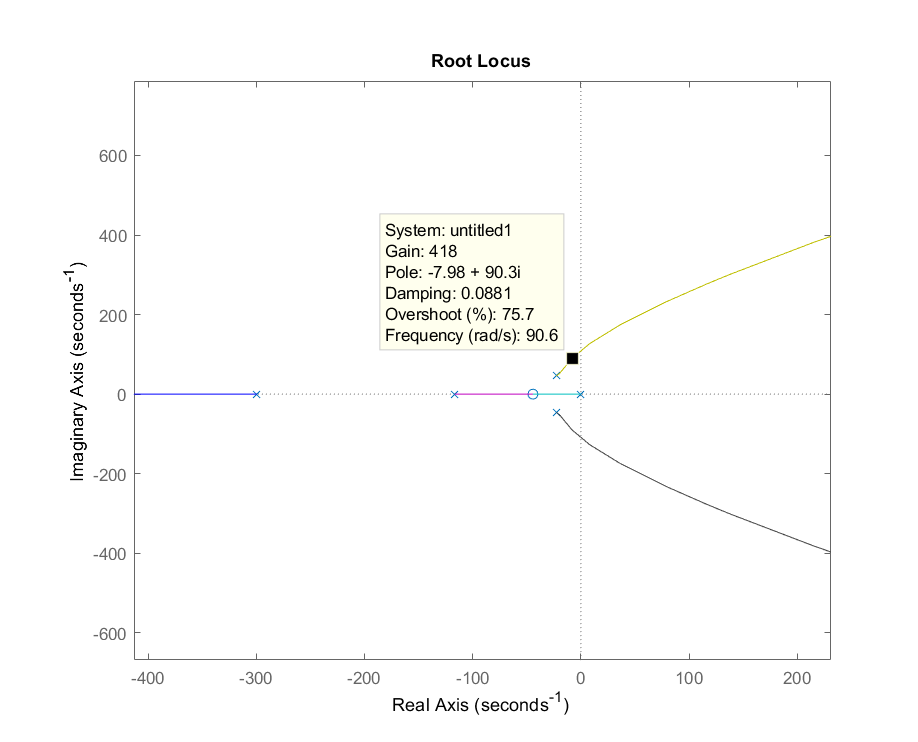 Root Locus
System: untitled1
Gain: 418
Pole: -7.98 + 90.3i
Damping: 0.0881
Overshoot (%): 75.7
Frequency (rad/s): 90.6
Imaginary Axis (seconds⁻¹)
600
400
200
0
-200
-400
-600
-400 -300 -200 -100 0 100 200
Real Axis (seconds⁻¹)